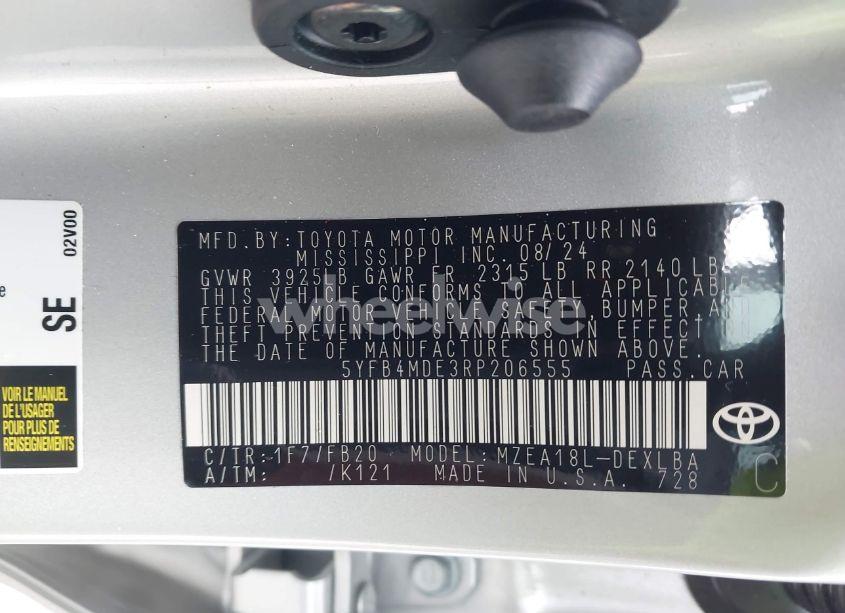 SE
02V00
VOIR LE MANUEL
DE L'USAGER
POUR PLUS DE
RENSEIGNEMENTS
MFD.BY:TOYOTA MOTOR MANUFACTURING
MISSISSIPPI INC. 08/24
GVWR 3925LB GAWR FR 2315 LB RR 2140 LB
THIS VEHICLE CONFORMS TO ALL APPLICABLE
FEDERAL MOTOR VEHICLE SAFETY,BUMPER,AND
THEFT PREVENTION STANDARDS IN EFFECT ON
THE DATE OF MANUFACTURE SHOWN ABOVE.
5YFB4MDE3RP206555 PASS.CAR
C/TR:1F7/FB20 MODEL:MZEA18L-DEXLBA
A/TM: /K121 MADE IN U.S.A. 728
C
wheelwise